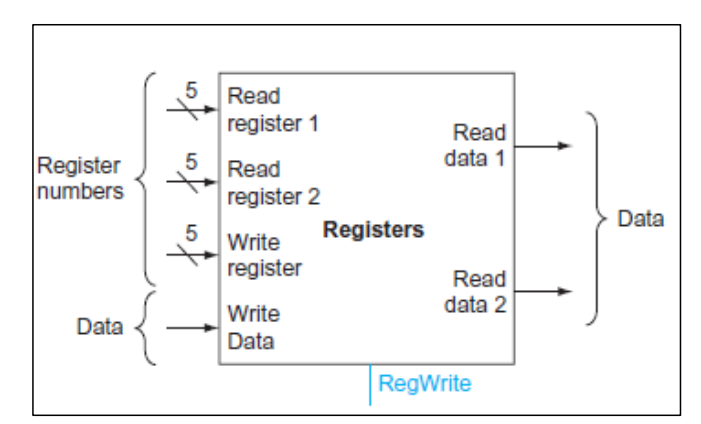 5
Read
register 1
Read
data 1
Register
numbers
5
Read
register 2
5
Write
register
Registers
Data
Read
data 2
Data
Write
Data
RegWrite